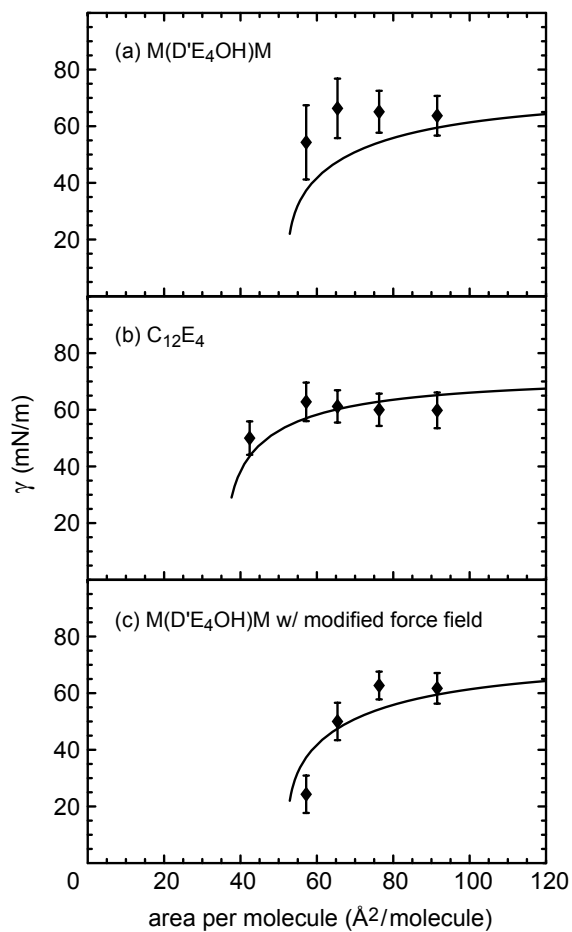 (a) M(D'E₄OH)M
80
60
40
20
(b) C₁₂E₄
80
60
40
20
γ (mN/m)
(c) M(D'E₄OH)M w/ modified force field
80
60
40
20
0 20 40 60 80 100 120
area per molecule (Å²/molecule)